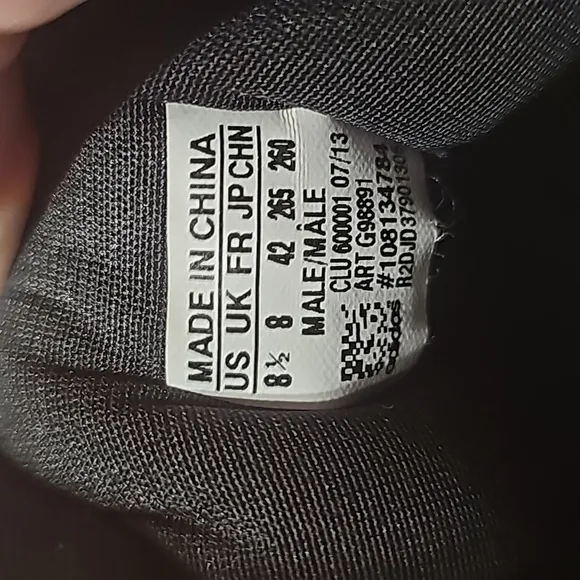 MADE IN CHINA
US UK FR JP CHN
8½ 8 42 265 260
MALE/MÂLE
CLU 600001 07/13
ART G98891
#108134784
R2DJD3790130
adidas